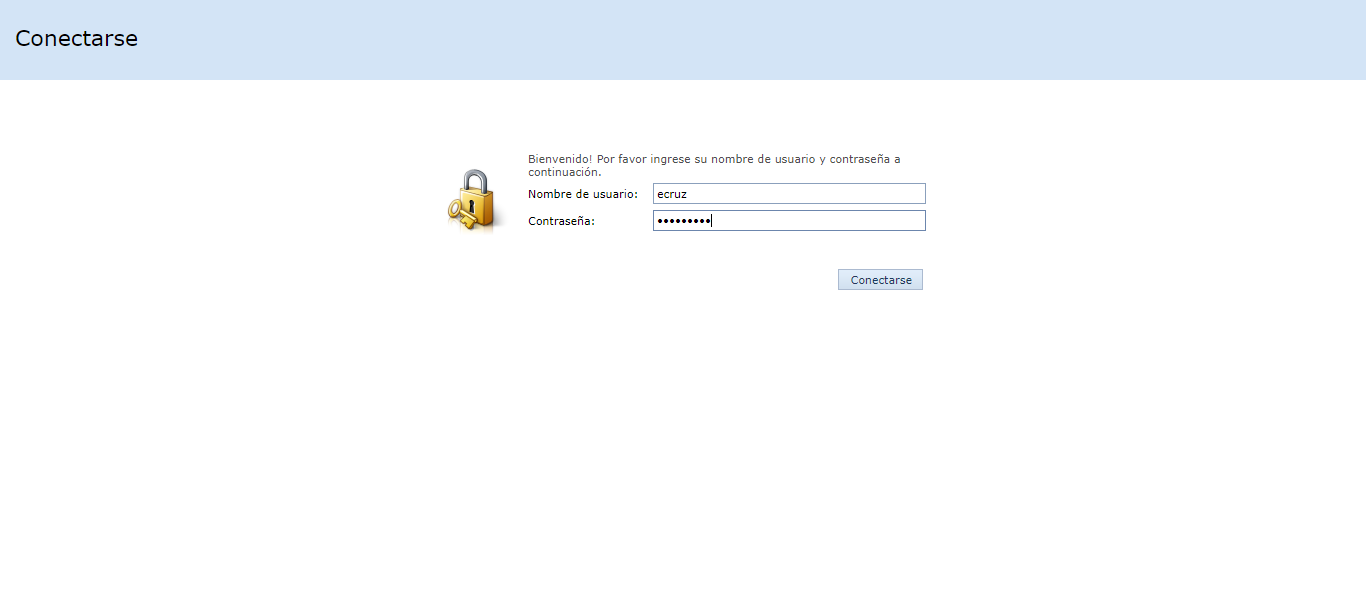 Conectarse
Bienvenido! Por favor ingrese su nombre de usuario y contraseña a
continuación.
Nombre de usuario: ecruz
Contraseña: •••••••••
Conectarse